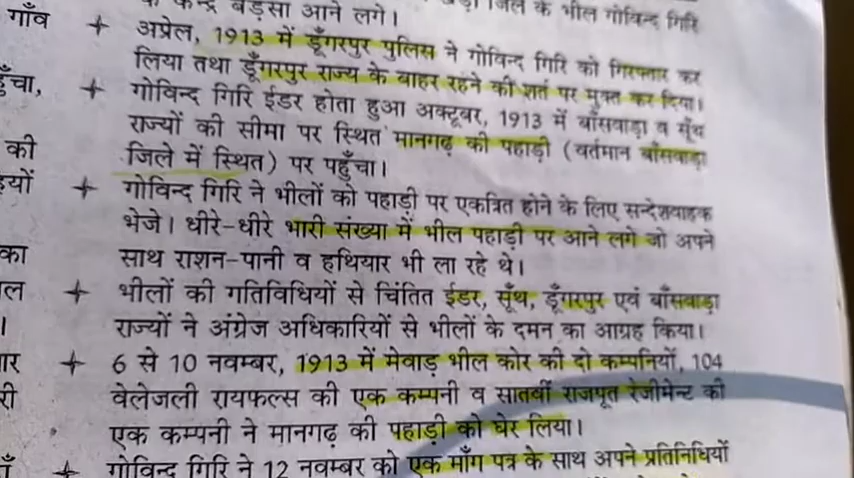 के केन्द्र बेड़सा आने लगे।
जिले के भील गोविन्द गिरि
गाँव
+ अप्रेल, 1913 में डूँगरपुर पुलिस ने गोविन्द गिरि को गिरफ्तार कर
लिया तथा डूँगरपुर राज्य के बाहर रहने की शर्त पर मुक्त कर दिया।
हुँचा,
+ गोविन्द गिरि ईडर होता हुआ अक्टूबर, 1913 में बाँसवाड़ा व सूँथ
राज्यों की सीमा पर स्थित मानगढ़ की पहाड़ी (वर्तमान बाँसवाड़ा
की
जिले में स्थित) पर पहुँचा।
इयों
+ गोविन्द गिरि ने भीलों को पहाड़ी पर एकत्रित होने के लिए सन्देशवाहक
भेजे। धीरे-धीरे भारी संख्या में भील पहाड़ी पर आने लगे जो अपने
का
साथ राशन-पानी व हथियार भी ला रहे थे।
ल
+ भीलों की गतिविधियों से चिंतित ईडर, सूँथ, डूँगरपुर एवं बाँसवाड़ा
।
राज्यों ने अंग्रेज अधिकारियों से भीलों के दमन का आग्रह किया।
ार
+ 6 से 10 नवम्बर, 1913 में मेवाड़ भील कोर की दो कम्पनियों, 104
री
वेलेजली रायफल्स की एक कम्पनी व सातवीं राजपूत रेजीमेन्ट की
एक कम्पनी ने मानगढ़ की पहाड़ी को घेर लिया।
+ गोविन्द गिरि ने 12 नवम्बर को एक माँग पत्र के साथ अपने प्रतिनिधियों